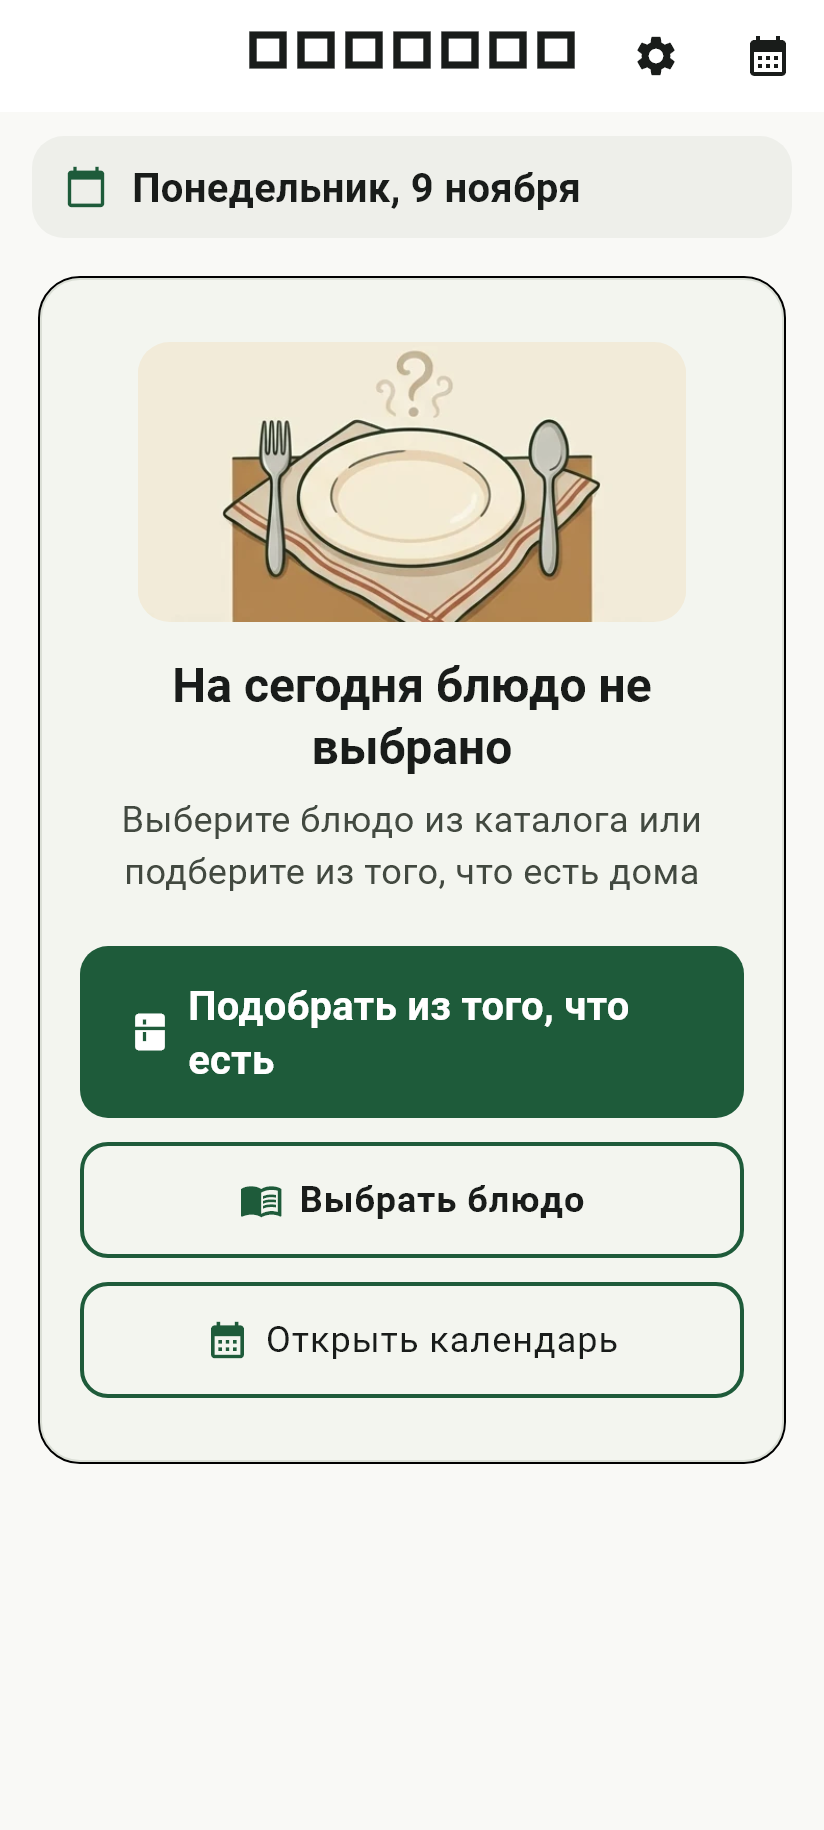 Понедельник, 9 ноября
На сегодня блюдо не
выбрано
Выберите блюдо из каталога или
подберите из того, что есть дома
Подобрать из того, что
есть
Выбрать блюдо
Открыть календарь